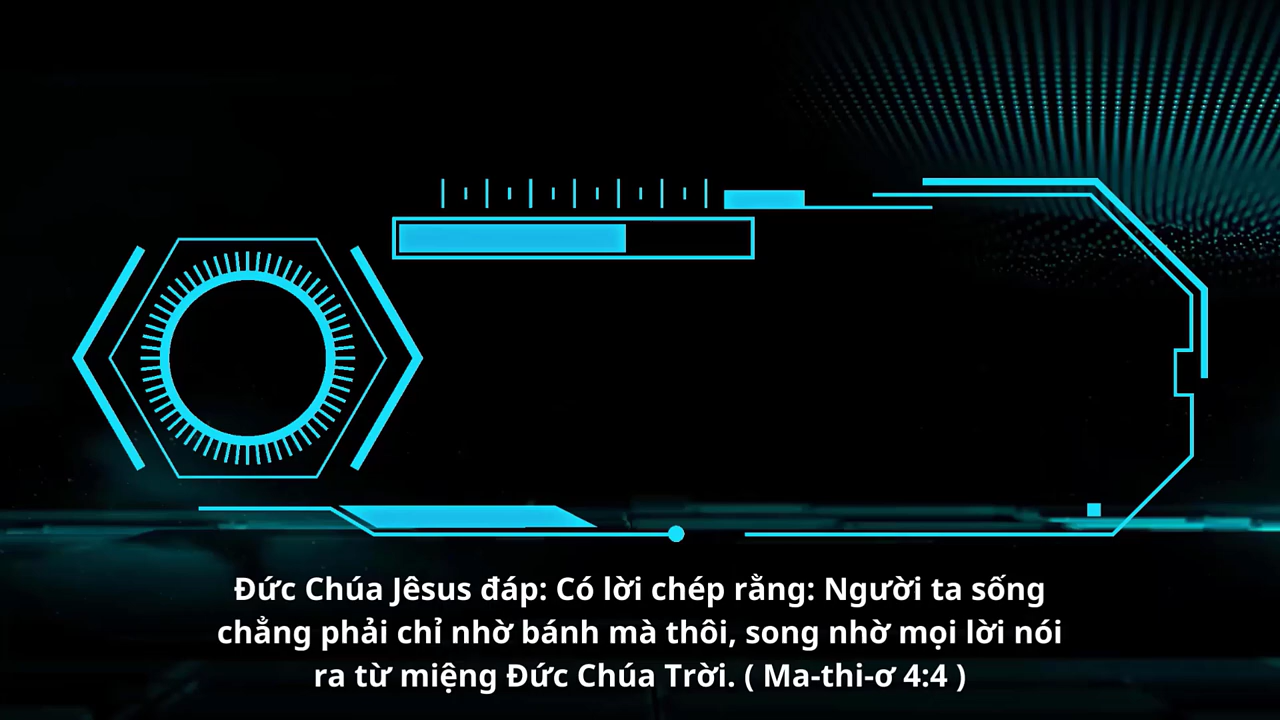 Đức Chúa Jêsus đáp: Có lời chép rằng: Người ta sống
chẳng phải chỉ nhờ bánh mà thôi, song nhờ mọi lời nói
ra từ miệng Đức Chúa Trời. ( Ma-thi-ơ 4:4 )